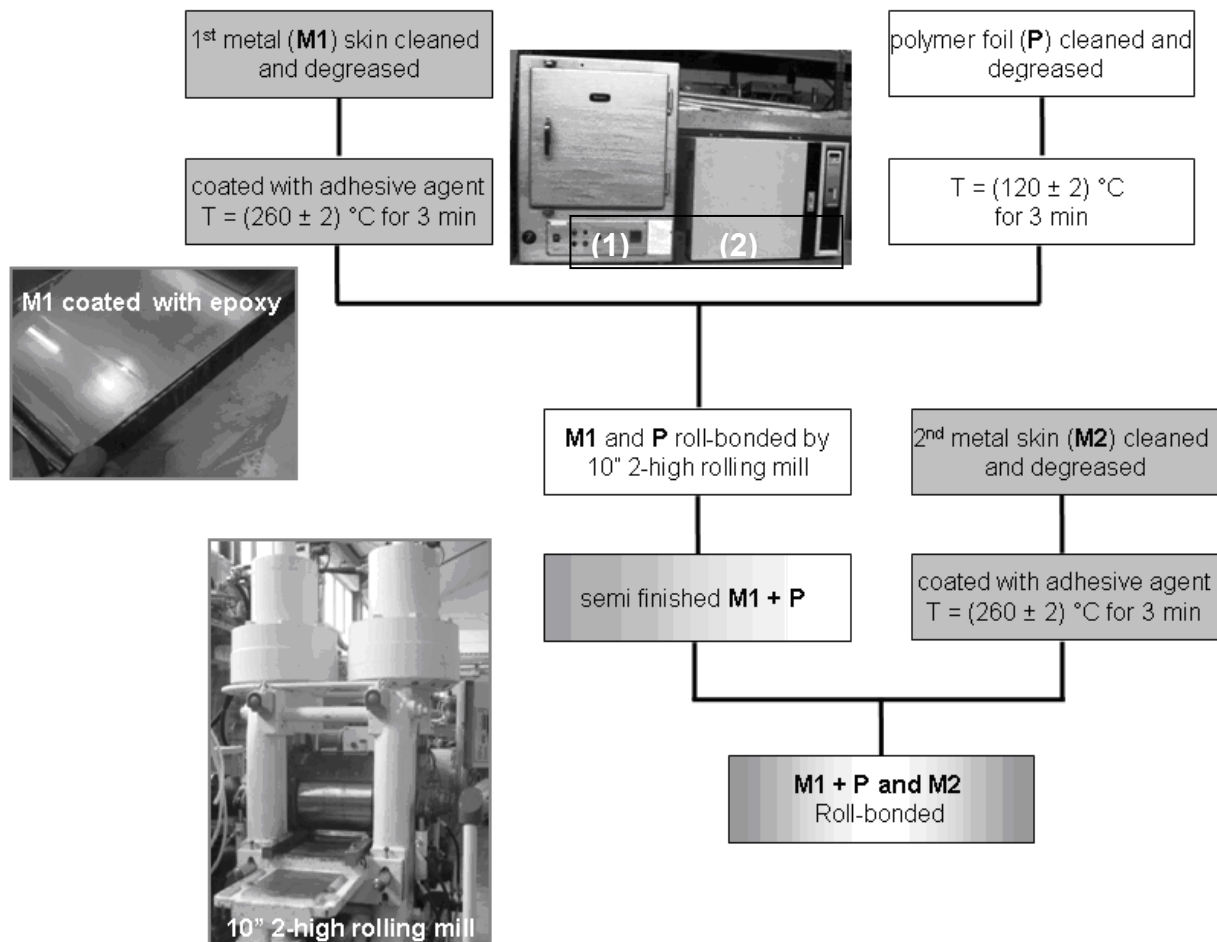 1st metal (M1) skin cleaned
and degreased
polymer foil (P) cleaned and
degreased
coated with adhesive agent
T = (260 ± 2) °C for 3 min
T = (120 ± 2) °C
for 3 min
(1)
(2)
M1 coated with epoxy
M1 and P roll-bonded by
10" 2-high rolling mill
2nd metal skin (M2) cleaned
and degreased
semi finished M1 + P
coated with adhesive agent
T = (260 ± 2) °C for 3 min
M1 + P and M2
Roll-bonded
10” 2-high rolling mill